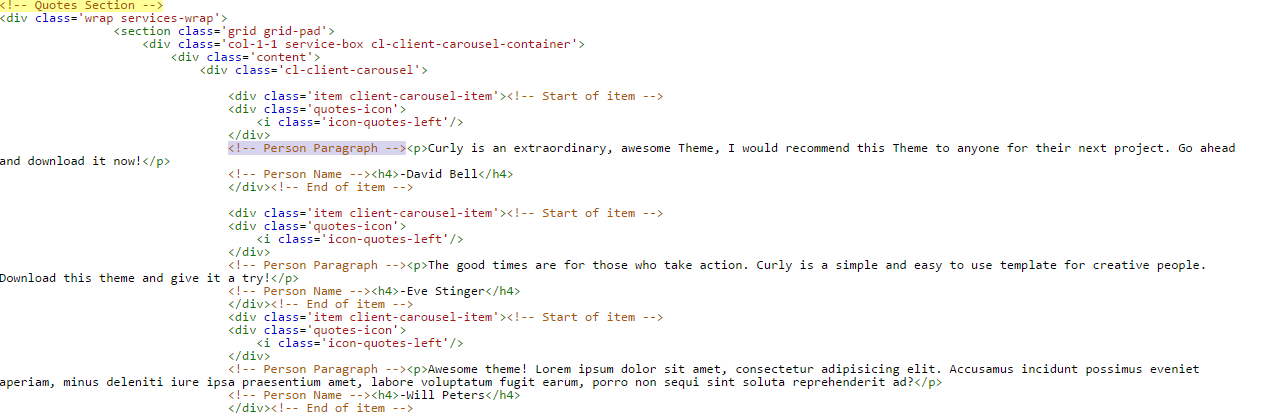 <!-- Quotes Section -->
<div class='wrap services-wrap'>
<section class='grid grid-pad'>
<div class='col-1-1 service-box cl-client-carousel-container'>
<div class='content'>
<div class='cl-client-carousel'>
<div class='item client-carousel-item'><!-- Start of item -->
<div class='quotes-icon'>
<i class='icon-quotes-left'/>
</div>
<!-- Person Paragraph --><p>Curly is an extraordinary, awesome Theme, I would recommend this Theme to anyone for their next project. Go ahead
and download it now!</p>
<!-- Person Name --><h4>-David Bell</h4>
</div><!-- End of item -->
<div class='item client-carousel-item'><!-- Start of item -->
<div class='quotes-icon'>
<i class='icon-quotes-left'/>
</div>
<!-- Person Paragraph --><p>The good times are for those who take action. Curly is a simple and easy to use template for creative people.
Download this theme and give it a try!</p>
<!-- Person Name --><h4>-Eve Stinger</h4>
</div><!-- End of item -->
<div class='item client-carousel-item'><!-- Start of item -->
<div class='quotes-icon'>
<i class='icon-quotes-left'/>
</div>
<!-- Person Paragraph --><p>Awesome theme! Lorem ipsum dolor sit amet, consectetur adipisicing elit. Accusamus incidunt possimus eveniet
aperiam, minus deleniti iure ipsa praesentium amet, labore voluptatum fugit earum, porro non sequi sint soluta reprehenderit ad?</p>
<!-- Person Name --><h4>-Will Peters</h4>
</div><!-- End of item -->